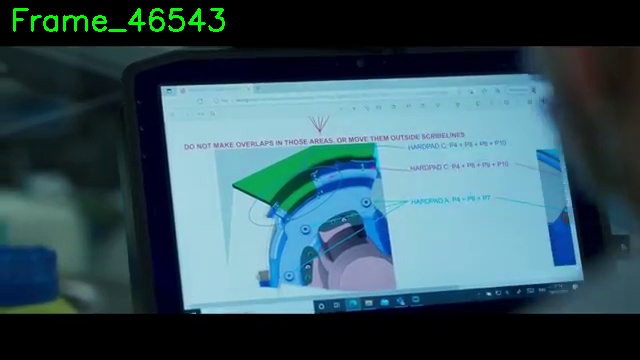 Frame_46543
DO NOT MAKE OVERLAPS IN THOSE AREAS, OR MOVE THEM OUTSIDE SCRIBELINES
HARDPAD C: P4 + P6 + P8 + P10
HARDPAD C: P4 + P6 + P8 + P10
HARDPAD A: P4 + P6 + P7